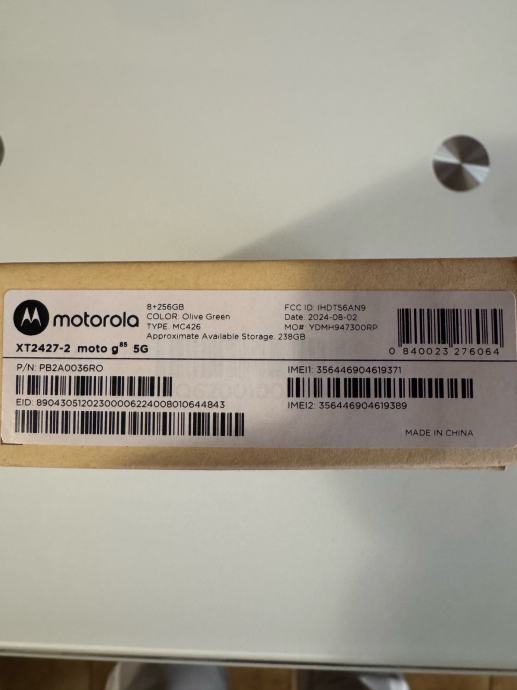 motorola
8+256GB
COLOR: Olive Green
TYPE: MC426
Approximate Available Storage: 238GB
FCC ID: IHDT56AN9
Date: 2024-08-02
MO# YDMH947300RP
0 840023 276064
XT2427-2 moto g85 5G
P/N: PB2A0036RO
EID: 89043051202300006224008010644843
IMEI1: 356446904619371
IMEI2: 356446904619389
MADE IN CHINA